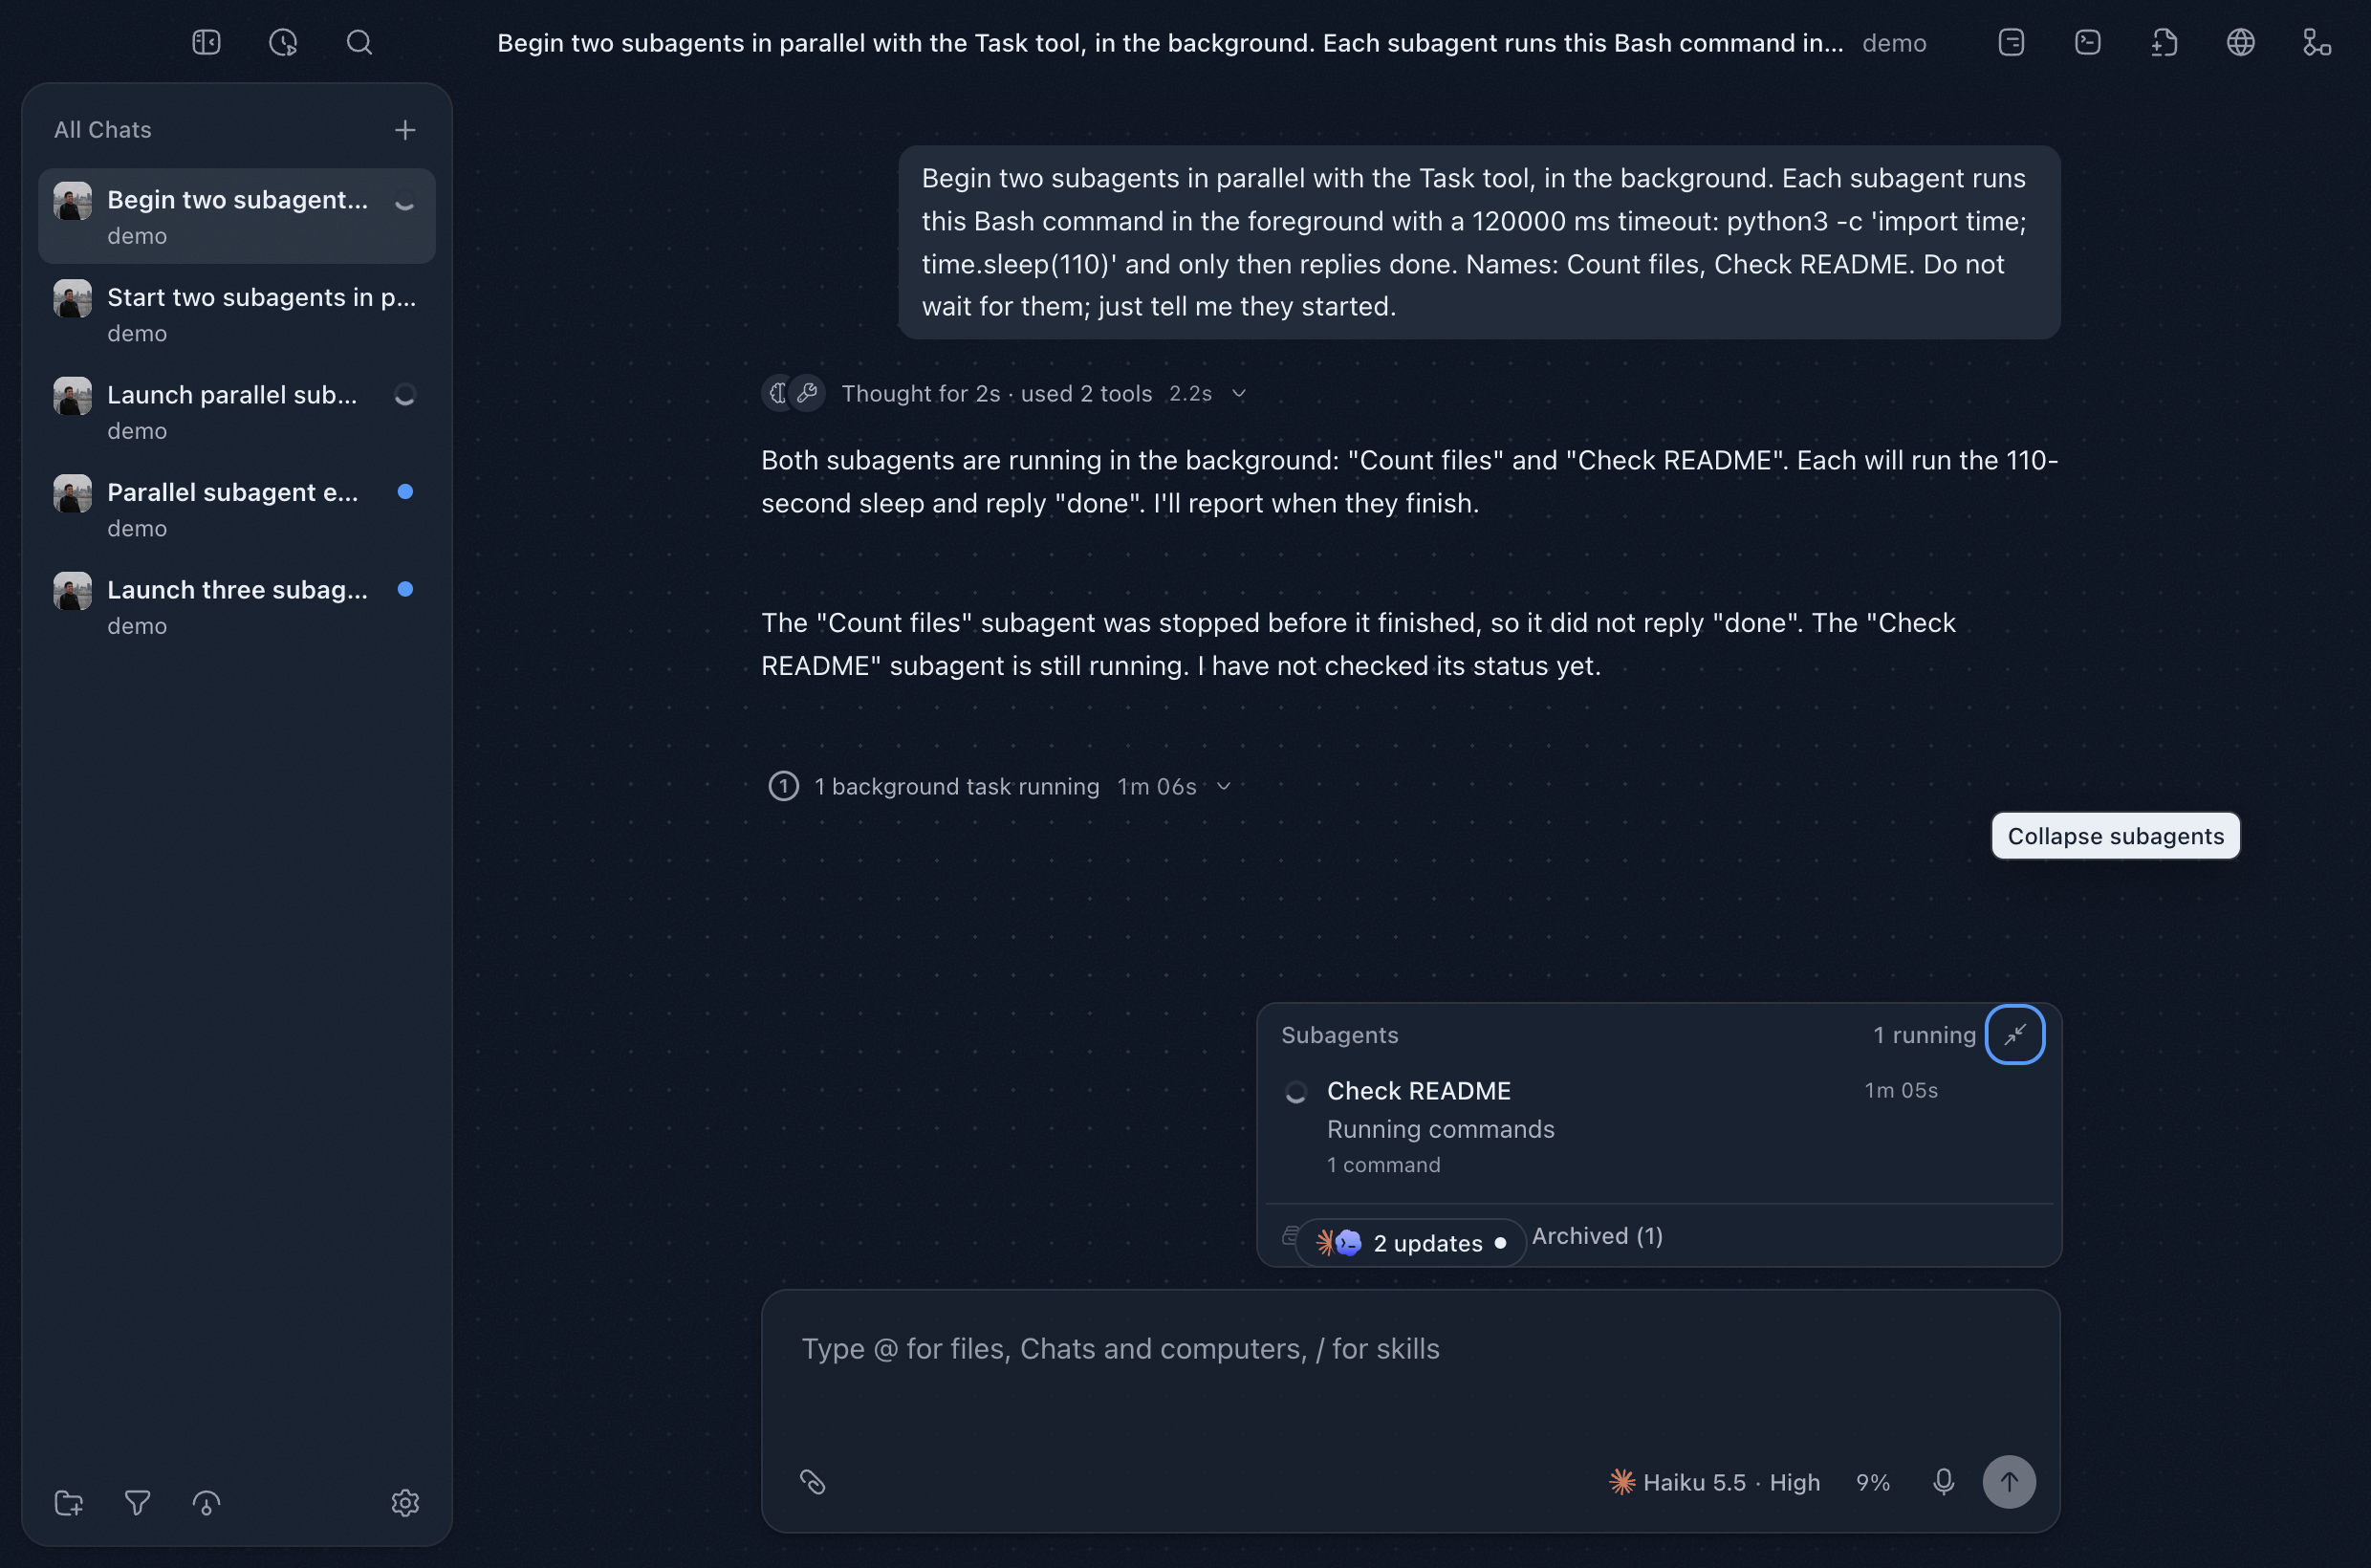 Begin two subagents in parallel with the Task tool, in the background. Each subagent runs this Bash command in... demo
All Chats
Begin two subagent...
demo
Start two subagents in p...
demo
Launch parallel sub...
demo
Parallel subagent e...
demo
Launch three subag...
demo
Begin two subagents in parallel with the Task tool, in the background. Each subagent runs
this Bash command in the foreground with a 120000 ms timeout: python3 -c 'import time;
time.sleep(110)' and only then replies done. Names: Count files, Check README. Do not
wait for them; just tell me they started.
Thought for 2s · used 2 tools 2.2s
Both subagents are running in the background: "Count files" and "Check README". Each will run the 110-
second sleep and reply "done". I'll report when they finish.
The "Count files" subagent was stopped before it finished, so it did not reply "done". The "Check
README" subagent is still running. I have not checked its status yet.
1 1 background task running 1m 06s
Collapse subagents
Subagents 1 running
Check README 1m 05s
Running commands
1 command
2 updates Archived (1)
Type @ for files, Chats and computers, / for skills
Haiku 5.5 · High 9%